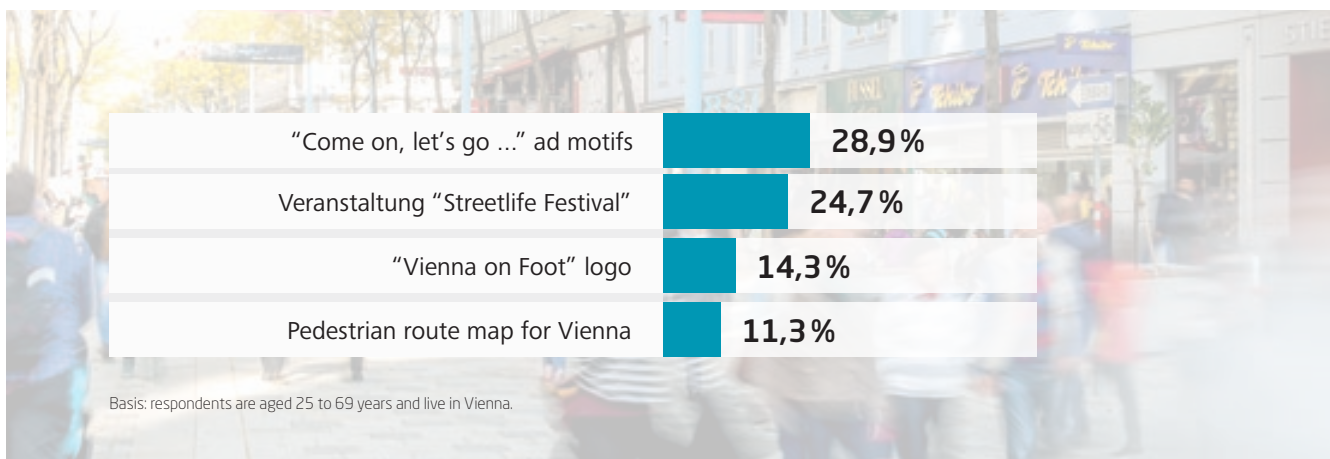 “Come on, let’s go ...” ad motifs 28,9%
Veranstaltung “Streetlife Festival” 24,7%
“Vienna on Foot” logo 14,3%
Pedestrian route map for Vienna 11,3%
Basis: respondents are aged 25 to 69 years and live in Vienna.
Tchibo